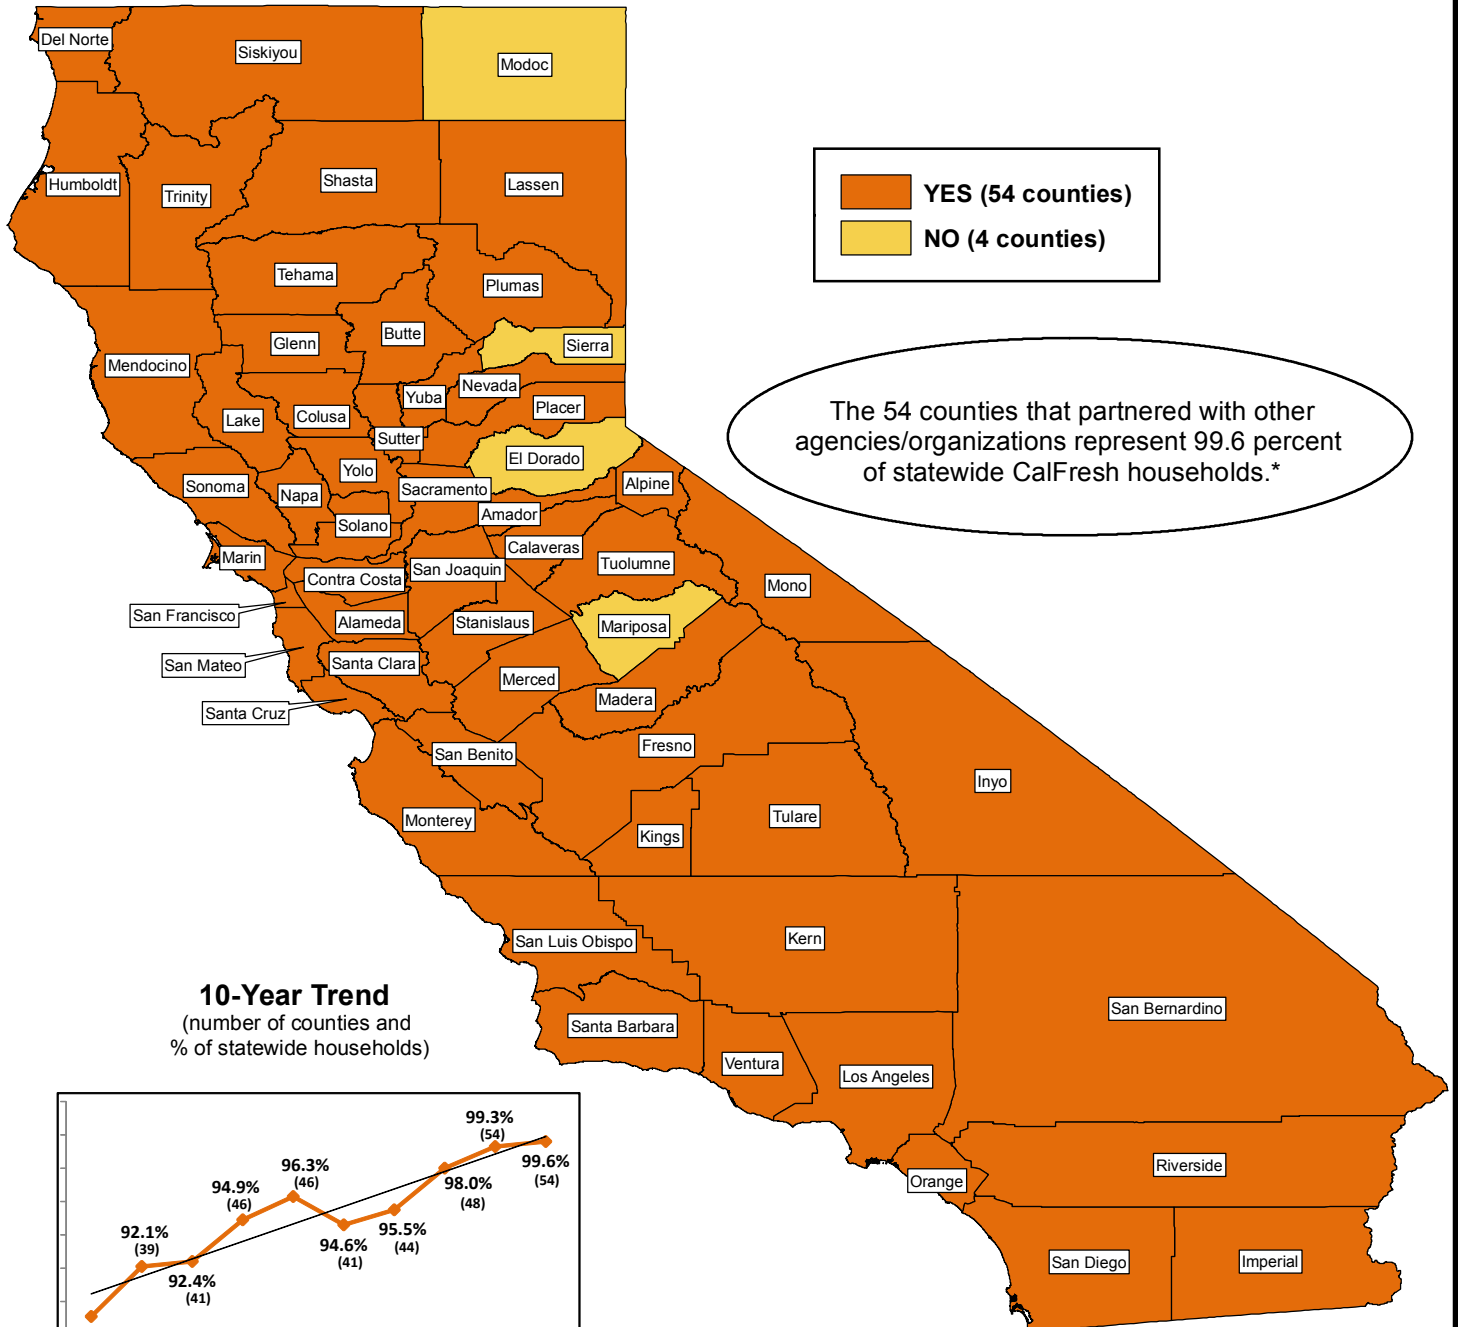 Del Norte
Siskiyou
Modoc
Humboldt
Trinity
Shasta
Lassen
YES (54 counties)
NO (4 counties)
Tehama
Plumas
Glenn
Butte
Sierra
Mendocino
Nevada
Yuba
Placer
Lake
Colusa
Sutter
The 54 counties that partnered with other
agencies/organizations represent 99.6 percent
of statewide CalFresh households.*
El Dorado
Yolo
Sonoma
Napa
Sacramento
Alpine
Amador
Solano
Calaveras
Marin
Contra Costa
San Joaquin
Tuolumne
Mono
San Francisco
Alameda
Stanislaus
Mariposa
San Mateo
Santa Clara
Merced
Madera
Santa Cruz
San Benito
Fresno
Inyo
Monterey
Kings
Tulare
San Luis Obispo
Kern
San Bernardino
Santa Barbara
Ventura
Los Angeles
Riverside
Orange
San Diego
Imperial
10-Year Trend
(number of counties and
% of statewide households)
92.1%
(39)
92.4%
(41)
94.9%
(46)
96.3%
(46)
94.6%
(41)
95.5%
(44)
98.0%
(48)
99.3%
(54)
99.6%
(54)